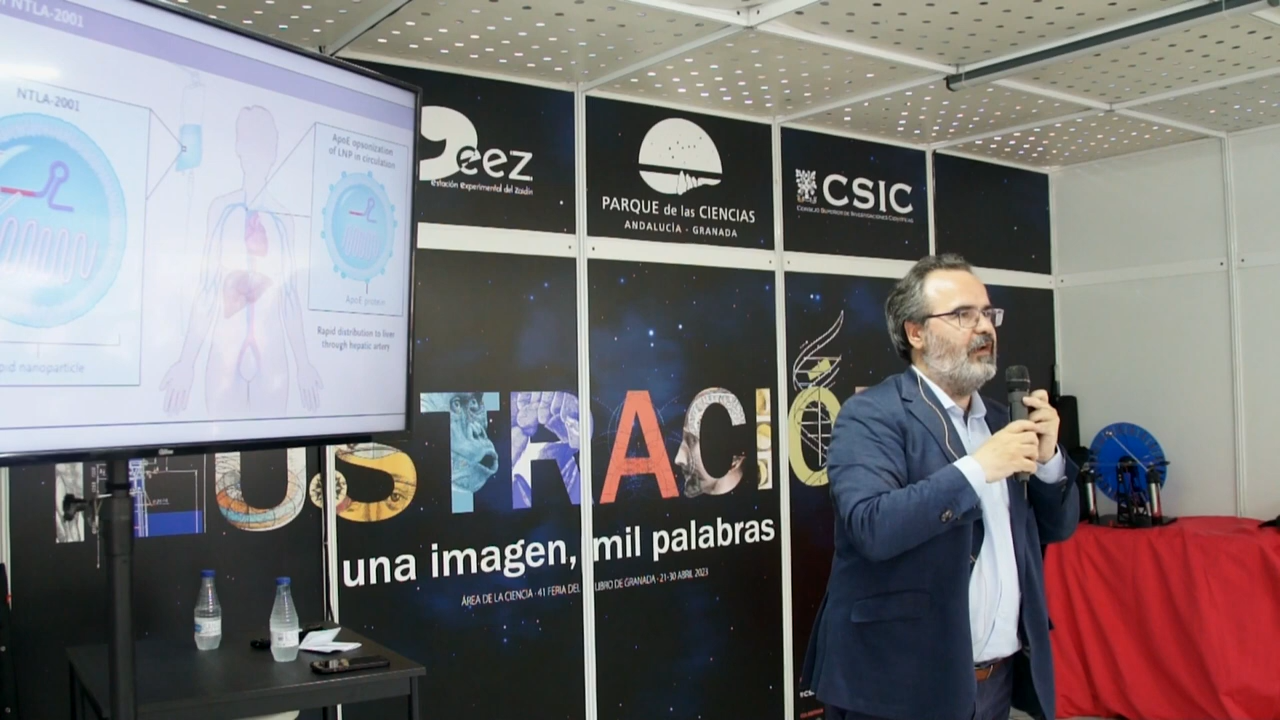 NTLA-2001
NTLA-2001
ApoE opsonization
of LNP in circulation
ApoE protein
Rapid distribution to liver
through hepatic artery
nanoparticle
eez
estación experimental del zaidín
PARQUE de las CIENCIAS
ANDALUCÍA - GRANADA
CSIC
CONSEJO SUPERIOR DE INVESTIGACIONES CIENTÍFICAS
LUSTRACIÓ
una imagen, mil palabras
ÁREA DE LA CIENCIA · 41 FERIA DEL LIBRO DE GRANADA · 21-30 ABRIL 2023